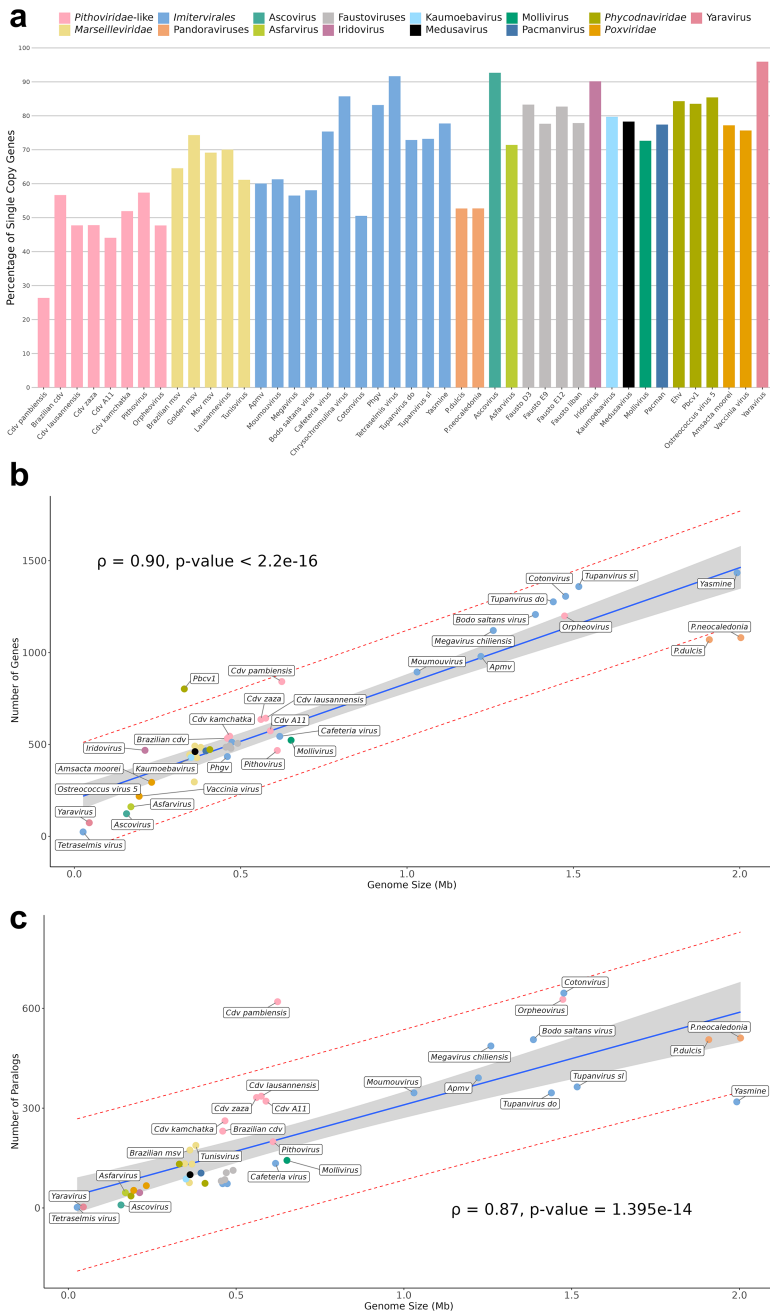 a
Pithoviridae-like Imitervirales Ascovirus Faustoviruses Kaumoebavirus Mollivirus Phycodnaviridae Yaravirus
Marseilleviridae Pandoraviruses Asfarvirus Iridovirus Medusavirus Pacmanvirus Poxviridae
Percentage of Single Copy Genes
100
90
80
70
60
50
40
30
20
10
0
Cdv pambiensis
Brazilian cdv
Cdv lausannensis
Cdv zaza
Cdv A11
Cdv kamchatka
Pithovirus
Orpheovirus
Brazilian msv
Golden msv
Msv msv
Lausannevirus
Tunisvirus
Apmv
Moumouvirus
Megavirus
Bodo saltans virus
Cafeteria virus
Chrysochromulina virus
Cotonvirus
Phgv
Tetraselmis virus
Tupanvirus do
Tupanvirus sl
Yasmine
P.dulcis
P.neocaledonia
Ascovirus
Asfarvirus
Fausto D3
Fausto E9
Fausto E12
Fausto liban
Iridovirus
Kaumoebavirus
Medusavirus
Mollivirus
Pacman
Ehv
Pbcv1
Ostreococcus virus 5
Amsacta moorei
Vaccinia virus
Yaravirus
b
ρ = 0.90, p-value < 2.2e-16
Number of Genes
1500
1000
500
0
Cotonvirus
Tupanvirus sl
Yasmine
Tupanvirus do
Bodo saltans virus
Orpheovirus
P.neocaledonia
Megavirus chiliensis
P.dulcis
Moumouvirus
Apmv
Cdv pambiensis
Pbcv1
Cdv zaza
Cdv lausannensis
Cdv kamchatka
Cdv A11
Cafeteria virus
Brazilian cdv
Iridovirus
Mollivirus
Pithovirus
Amsacta moorei
Kaumoebavirus
Phgv
Ostreococcus virus 5
Vaccinia virus
Asfarvirus
Yaravirus
Ascovirus
Tetraselmis virus
0.0 0.5 1.0 1.5 2.0
Genome Size (Mb)
c
Number of Paralogs
600
300
0
Cotonvirus
Cdv pambiensis
Orpheovirus
Bodo saltans virus
P.neocaledonia
Megavirus chiliensis
P.dulcis
Moumouvirus
Apmv
Tupanvirus sl
Cdv lausannensis
Yasmine
Cdv zaza
Cdv A11
Tupanvirus do
Cdv kamchatka
Brazilian cdv
Brazilian msv
Tunisvirus
Pithovirus
Mollivirus
Asfarvirus
Cafeteria virus
Yaravirus
Ascovirus
Tetraselmis virus
ρ = 0.87, p-value = 1.395e-14
0.0 0.5 1.0 1.5 2.0
Genome Size (Mb)